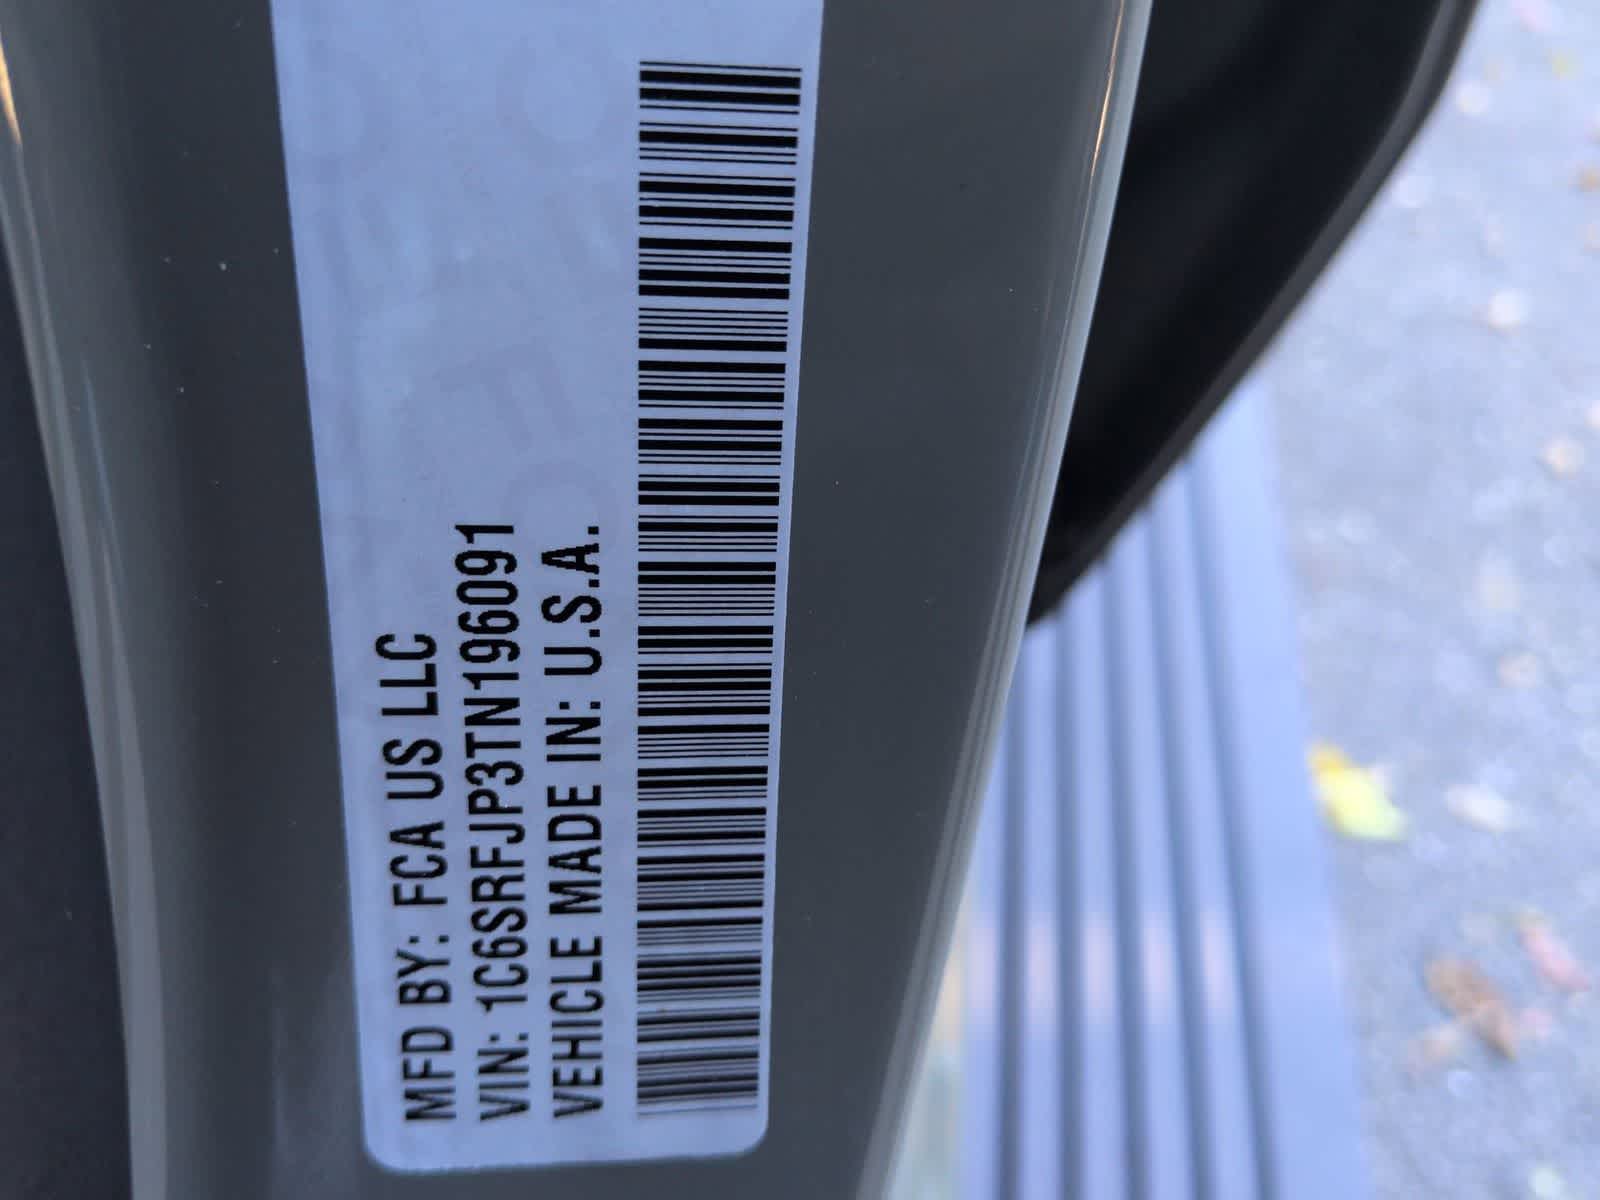 MFD BY: FCA US LLC
VIN: 1C6SRFJP3TN196091
VEHICLE MADE IN: U.S.A.